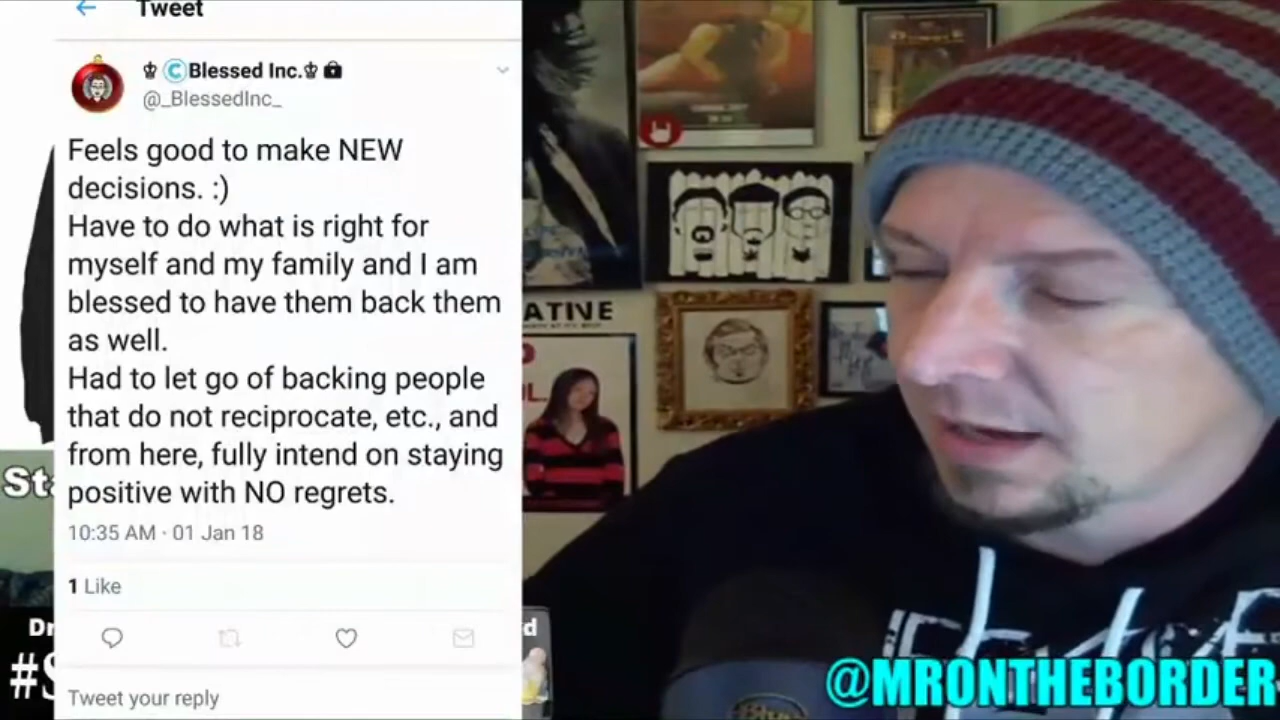 Tweet
♔ ©Blessed Inc.♔
@_BlessedInc_
Feels good to make NEW
decisions. :)
Have to do what is right for
myself and my family and I am
blessed to have them back them
as well.
Had to let go of backing people
that do not reciprocate, etc., and
from here, fully intend on staying
positive with NO regrets.
10:35 AM · 01 Jan 18
1 Like
Tweet your reply
@MRONTHEBORDER